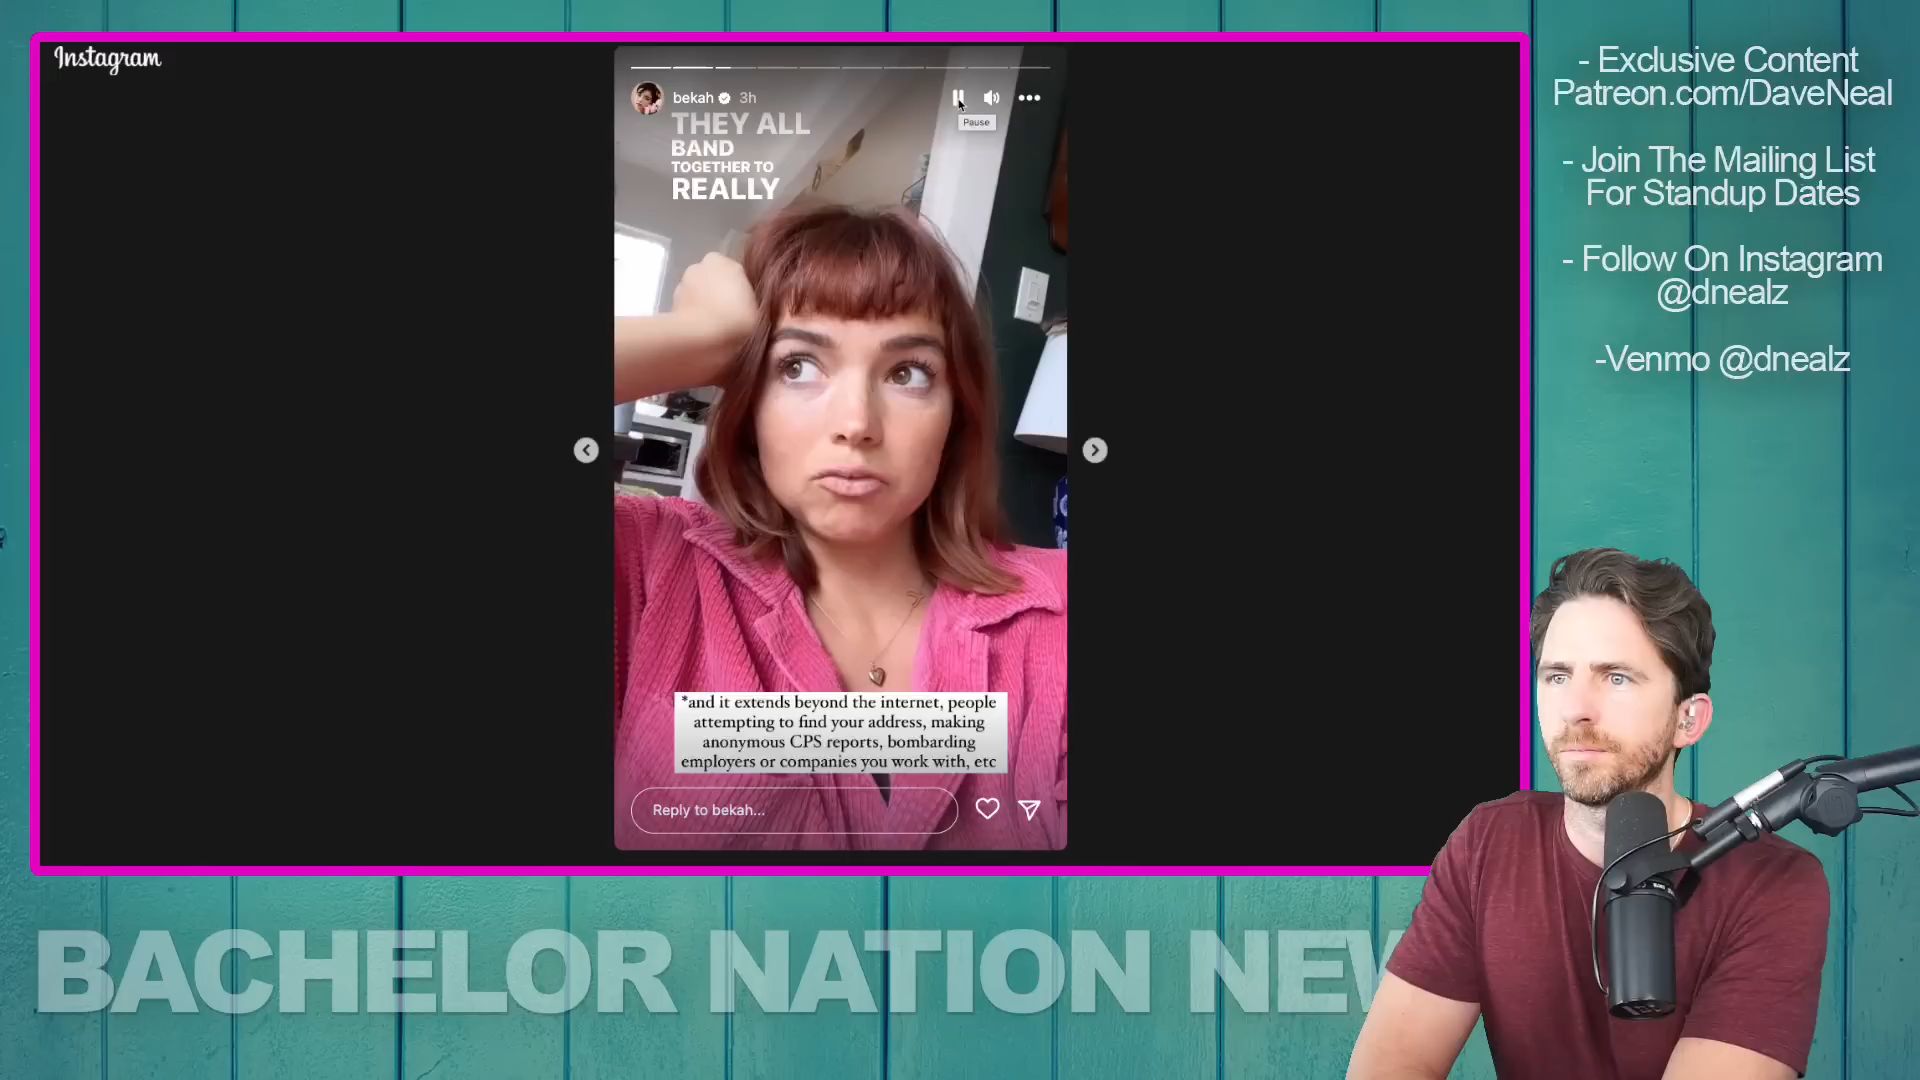 Instagram
bekah 3h
Pause
THEY ALL
BAND
TOGETHER TO
REALLY
*and it extends beyond the internet, people
attempting to find your address, making
anonymous CPS reports, bombarding
employers or companies you work with, etc
Reply to bekah...
- Exclusive Content
Patreon.com/DaveNeal
- Join The Mailing List
For Standup Dates
- Follow On Instagram
@dnealz
-Venmo @dnealz
BACHELOR NATION NEW